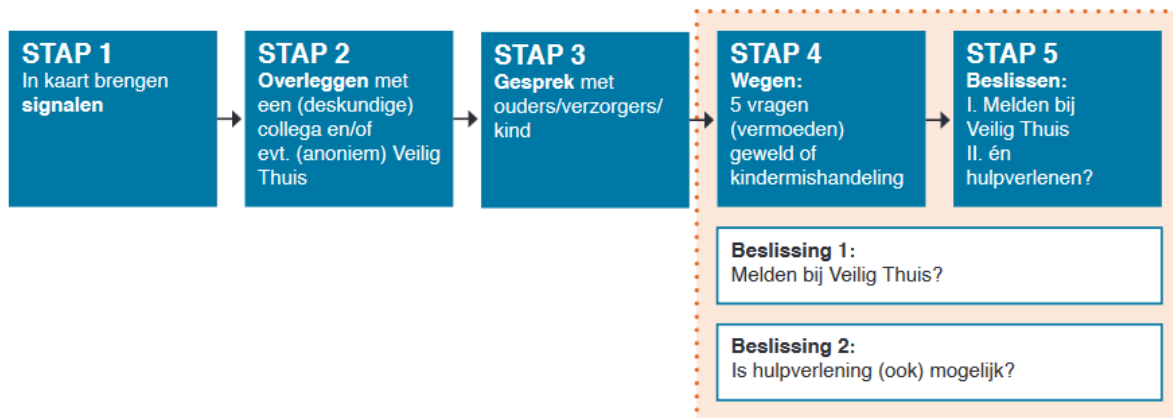 STAP 1
In kaart brengen
signalen
STAP 2
Overleggen met
een (deskundige)
collega en/of
evt. (anoniem) Veilig
Thuis
STAP 3
Gesprek met
ouders/verzorgers/
kind
STAP 4
Wegen:
5 vragen
(vermoeden)
geweld of
kindermishandeling
STAP 5
Beslissen:
I. Melden bij
Veilig Thuis
II. én
hulpverlenen?
Beslissing 1:
Melden bij Veilig Thuis?
Beslissing 2:
Is hulpverlening (ook) mogelijk?